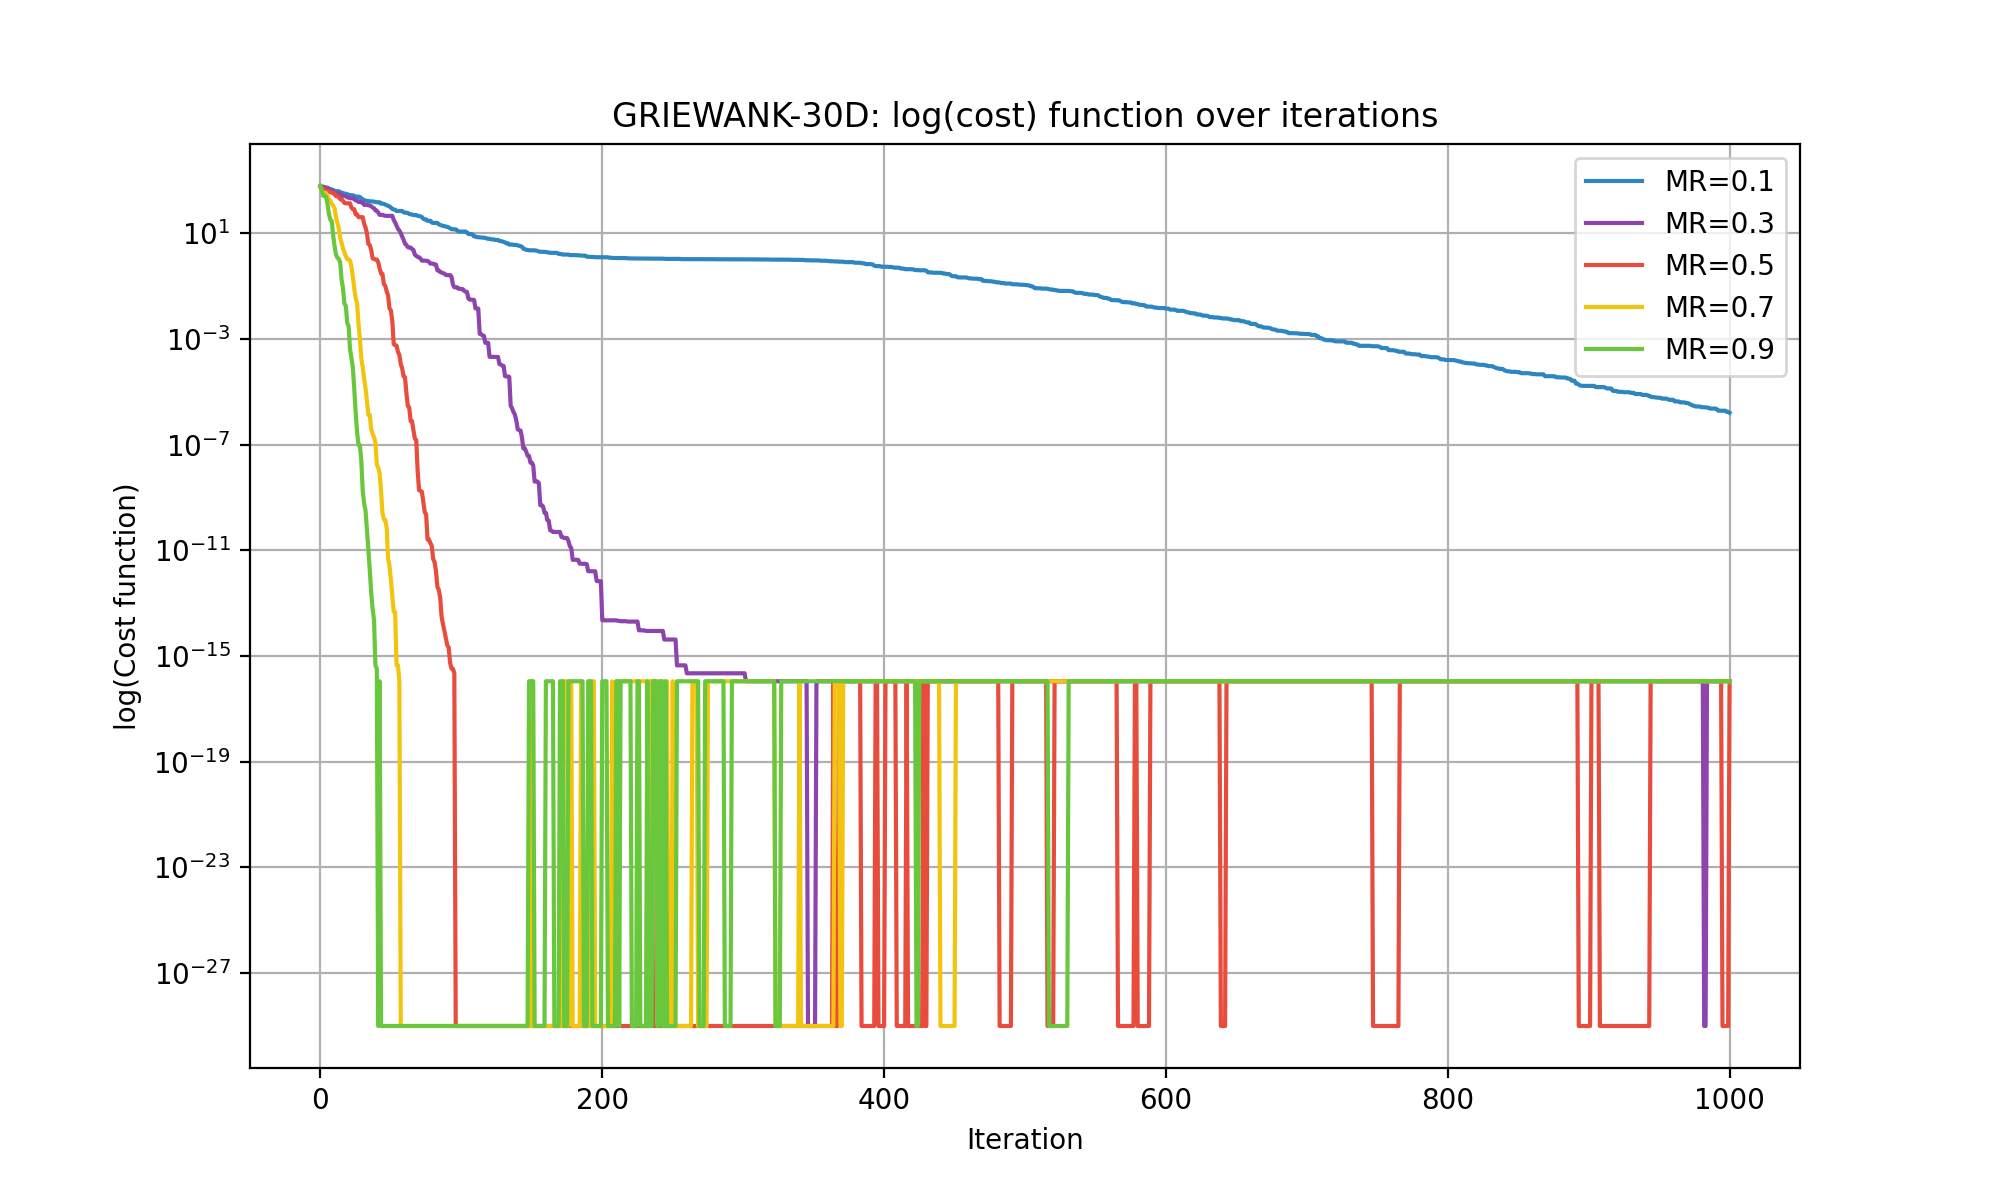 GRIEWANK-30D: log(cost) function over iterations
MR=0.1
MR=0.3
MR=0.5
MR=0.7
MR=0.9
log(Cost function)
10¹
10⁻³
10⁻⁷
10⁻¹¹
10⁻¹⁵
10⁻¹⁹
10⁻²³
10⁻²⁷
0 200 400 600 800 1000
Iteration